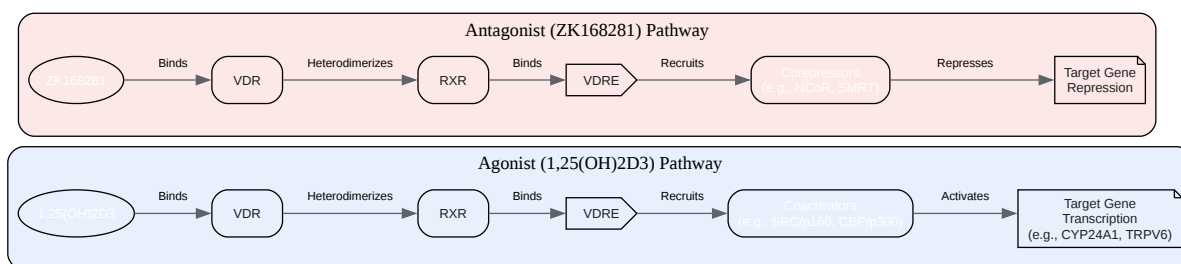 Antagonist (ZK168281) Pathway
Binds
Heterodimerizes
Binds
Recruits
Represses
ZK168281
VDR
RXR
VDRE
Corepressors
(e.g., NCoR, SMRT)
Target Gene
Repression
Agonist (1,25(OH)2D3) Pathway
Binds
Heterodimerizes
Binds
Recruits
Activates
1,25(OH)2D3
VDR
RXR
VDRE
Coactivators
(e.g., SRC/p160, CBP/p300)
Target Gene
Transcription
(e.g., CYP24A1, TRPV6)